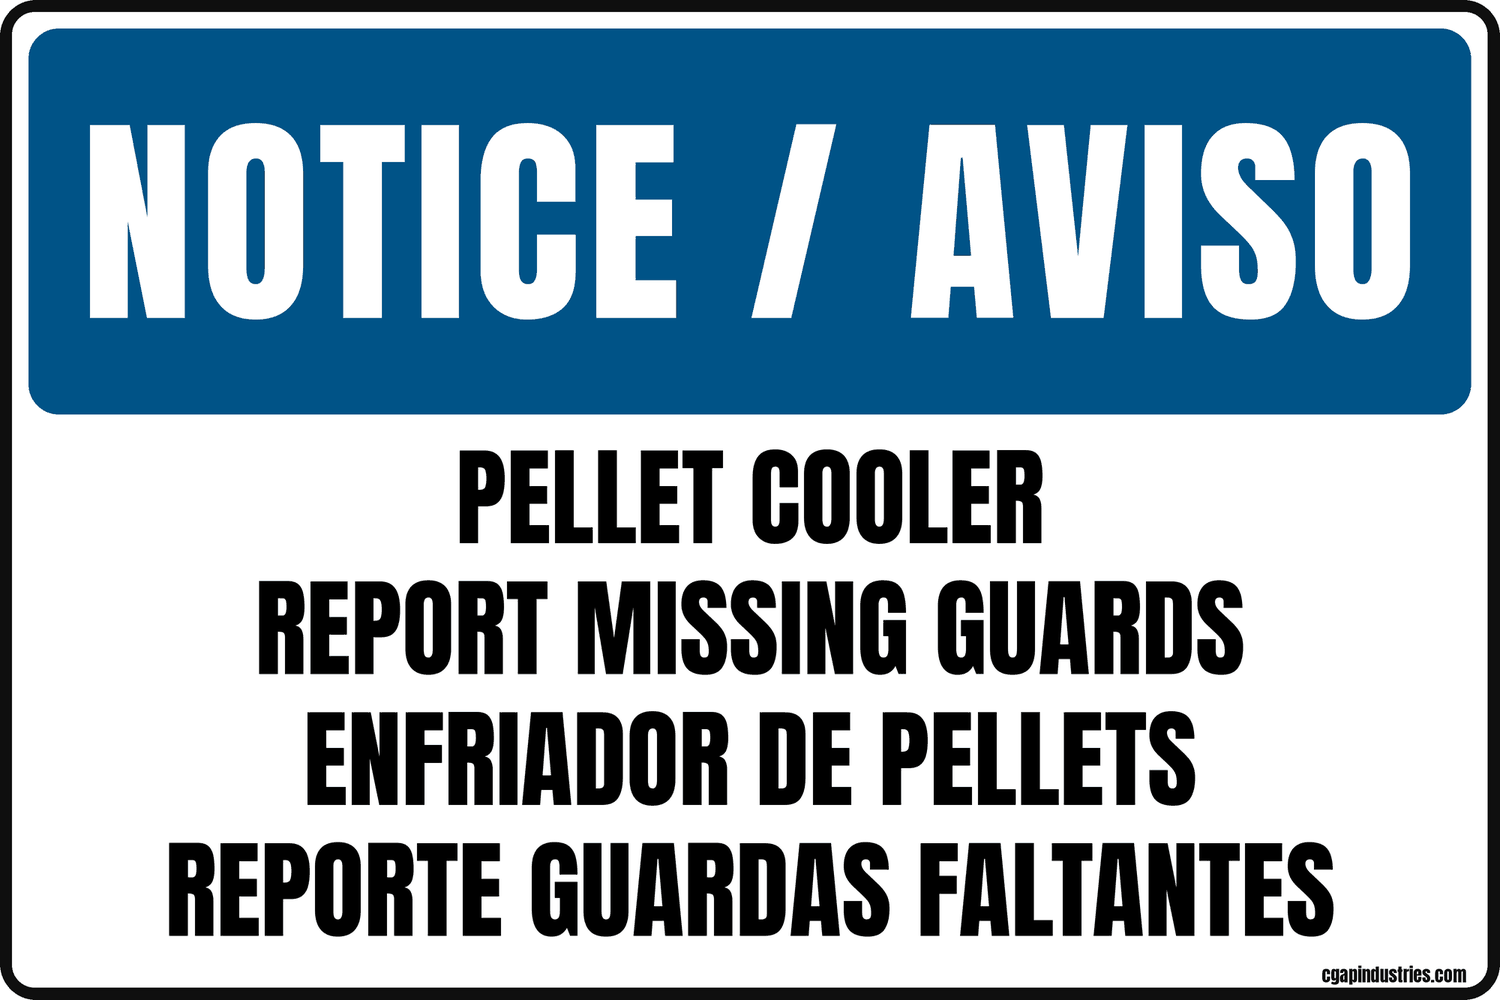 NOTICE / AVISO
PELLET COOLER
REPORT MISSING GUARDS
ENFRIADOR DE PELLETS
REPORTE GUARDAS FALTANTES
cgapindustries.com